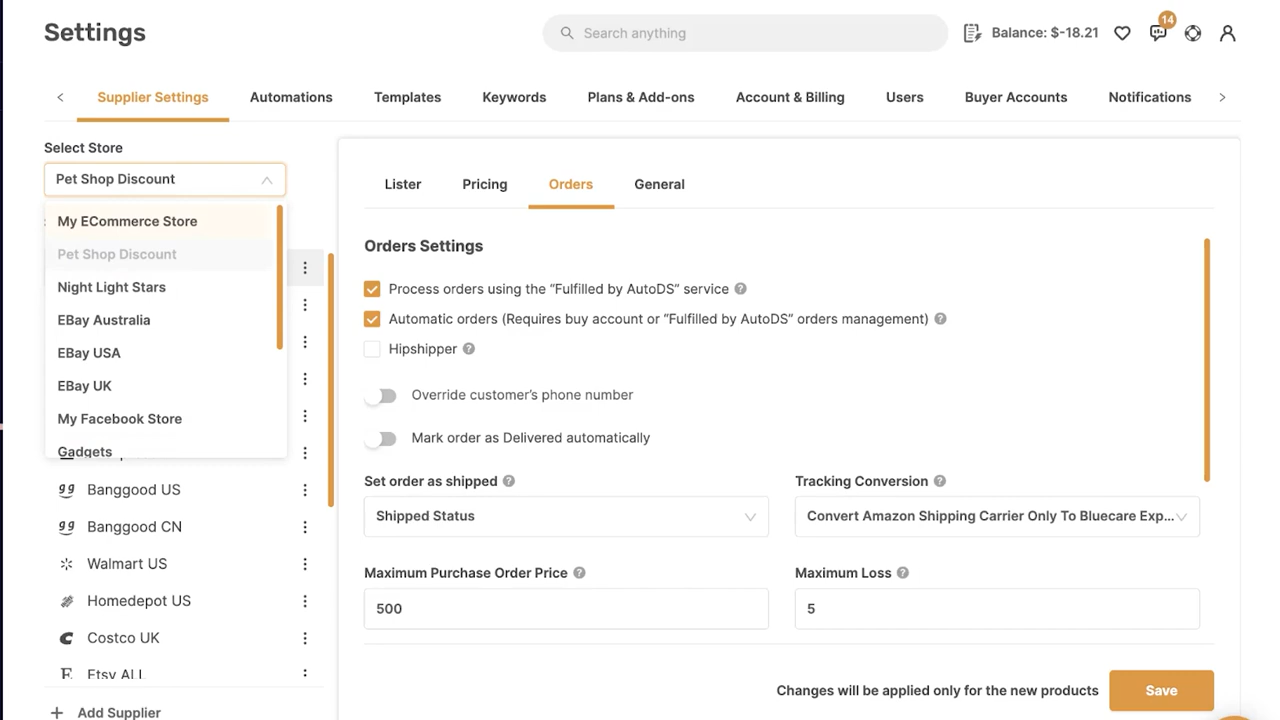 Settings
Search anything
Balance: $-18.21
14
Supplier Settings
Automations
Templates
Keywords
Plans & Add-ons
Account & Billing
Users
Buyer Accounts
Notifications
Select Store
Pet Shop Discount
My ECommerce Store
Pet Shop Discount
Night Light Stars
EBay Australia
EBay USA
EBay UK
My Facebook Store
Gadgets
Banggood US
Banggood CN
Walmart US
Homedepot US
Costco UK
Etsy ALL
+ Add Supplier
Lister
Pricing
Orders
General
Orders Settings
Process orders using the “Fulfilled by AutoDS” service
Automatic orders (Requires buy account or “Fulfilled by AutoDS” orders management)
Hipshipper
Override customer’s phone number
Mark order as Delivered automatically
Set order as shipped
Shipped Status
Tracking Conversion
Convert Amazon Shipping Carrier Only To Bluecare Exp...
Maximum Purchase Order Price
500
Maximum Loss
5
Changes will be applied only for the new products
Save